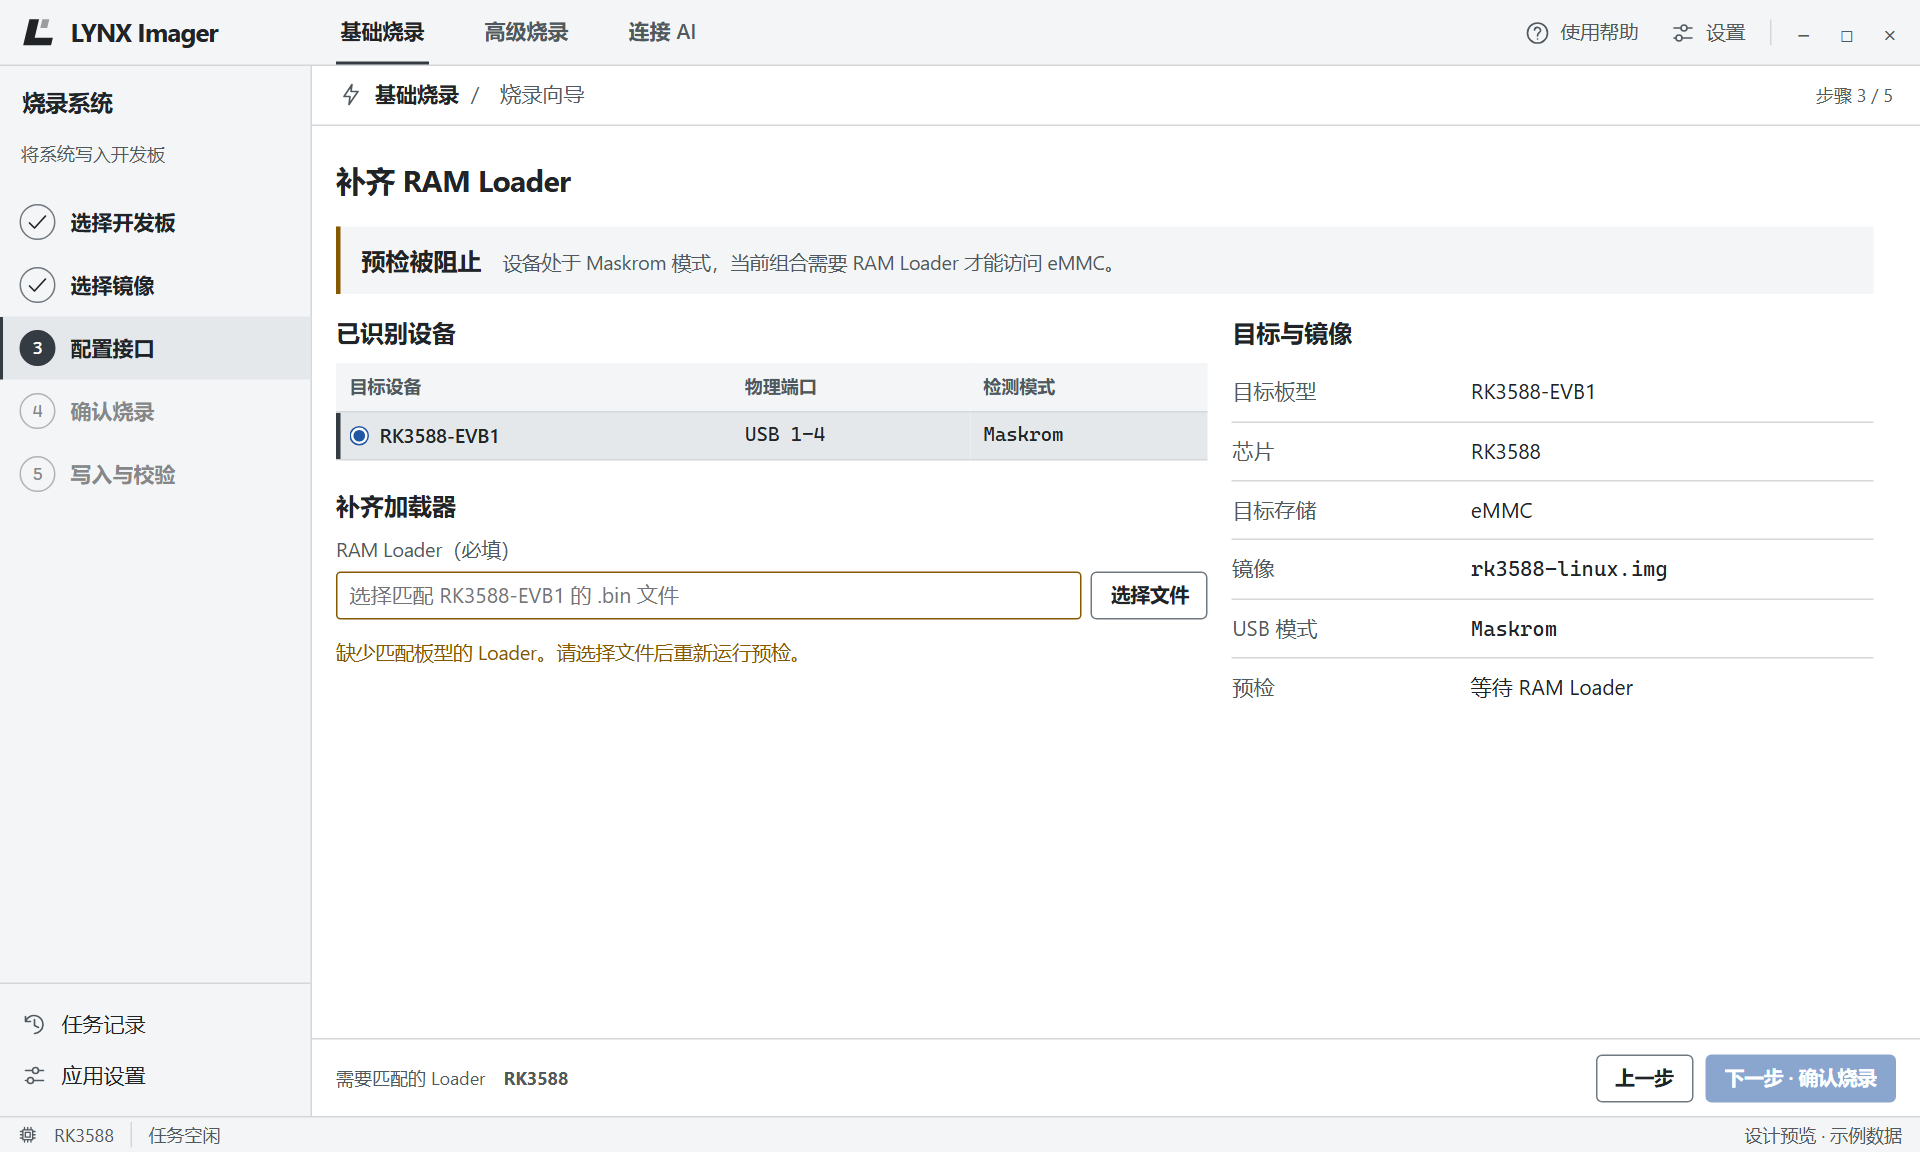 LYNX Imager
基础烧录
高级烧录
连接 AI
使用帮助
设置
烧录系统
将系统写入开发板
选择开发板
选择镜像
3 配置接口
4 确认烧录
5 写入与校验
任务记录
应用设置
基础烧录 / 烧录向导
步骤 3 / 5
补齐 RAM Loader
预检被阻止 设备处于 Maskrom 模式，当前组合需要 RAM Loader 才能访问 eMMC。
已识别设备
目标设备 物理端口 检测模式
RK3588-EVB1 USB 1-4 Maskrom
补齐加载器
RAM Loader（必填）
选择匹配 RK3588-EVB1 的 .bin 文件
选择文件
缺少匹配板型的 Loader。请选择文件后重新运行预检。
目标与镜像
目标板型 RK3588-EVB1
芯片 RK3588
目标存储 eMMC
镜像 rk3588-linux.img
USB 模式 Maskrom
预检 等待 RAM Loader
需要匹配的 Loader RK3588
上一步
下一步 · 确认烧录
RK3588 任务空闲
设计预览 · 示例数据